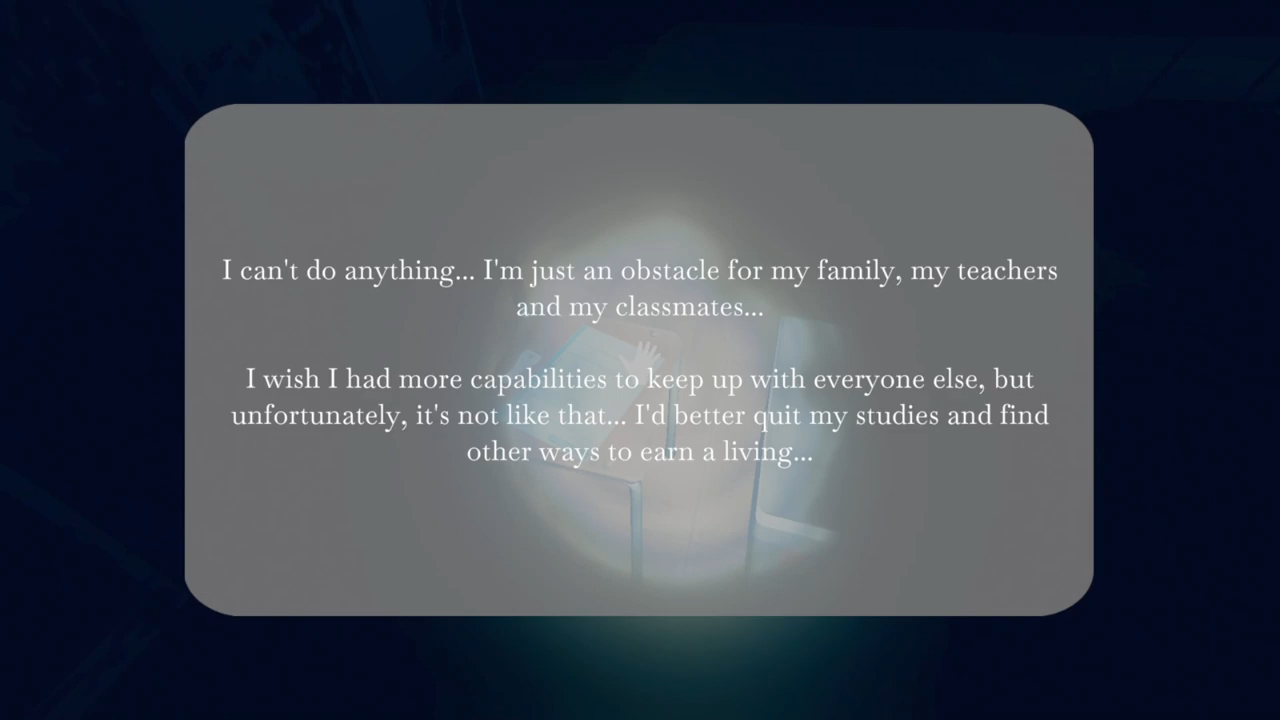 I can't do anything... I'm just an obstacle for my family, my teachers
and my classmates...
I wish I had more capabilities to keep up with everyone else, but
unfortunately, it's not like that... I'd better quit my studies and find
other ways to earn a living...